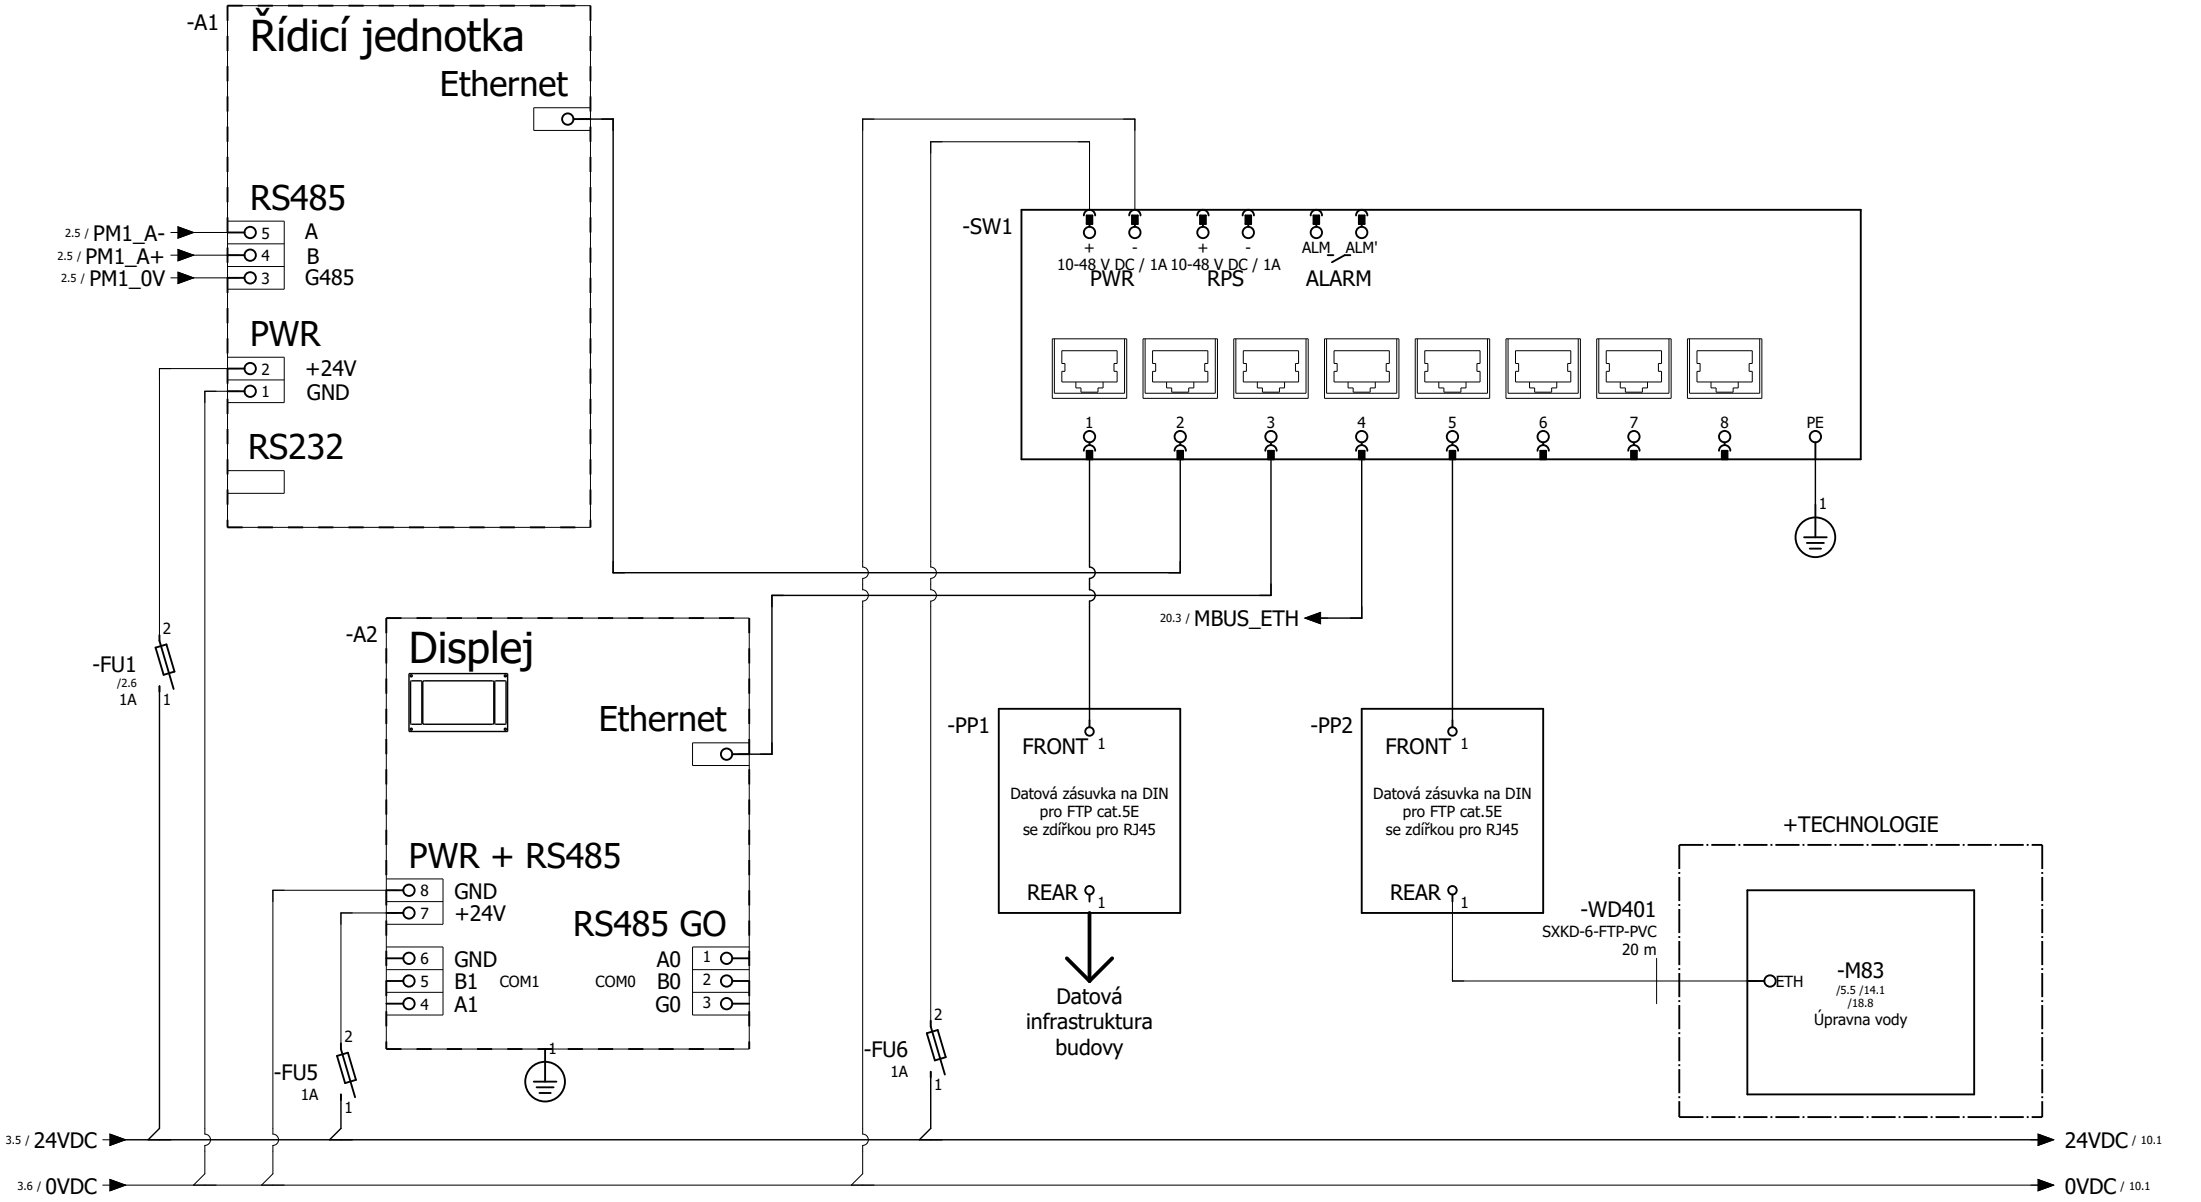 -A1
Řídicí jednotka
Ethernet
RS485
2.5 / PM1_A- 5 A
2.5 / PM1_A+ 4 B
2.5 / PM1_0V 3 G485
PWR
2 +24V
1 GND
RS232
-SW1
+ - + - ALM ALM'
10-48 V DC / 1A 10-48 V DC / 1A
PWR RPS ALARM
1 2 3 4 5 6 7 8 PE
1
20.3 / MBUS_ETH
2
-FU1
/2.6
1A 1
-A2
Displej
Ethernet
PWR + RS485
8 GND
7 +24V
RS485 GO
6 GND A0 1
5 B1 COM1 COM0 B0 2
4 A1 G0 3
1
2
-FU5
1A
1
-PP1
FRONT 1
Datová zásuvka na DIN
pro FTP cat.5E
se zdířkou pro RJ45
REAR 1
Datová
infrastruktura
budovy
2
-FU6
1A
1
-PP2
FRONT 1
Datová zásuvka na DIN
pro FTP cat.5E
se zdířkou pro RJ45
REAR 1
-WD401
SXKD-6-FTP-PVC
20 m
+TECHNOLOGIE
ETH
-M83
/5.5 /14.1
/18.8
Úpravna vody
3.5 / 24VDC 24VDC / 10.1
3.6 / 0VDC 0VDC / 10.1